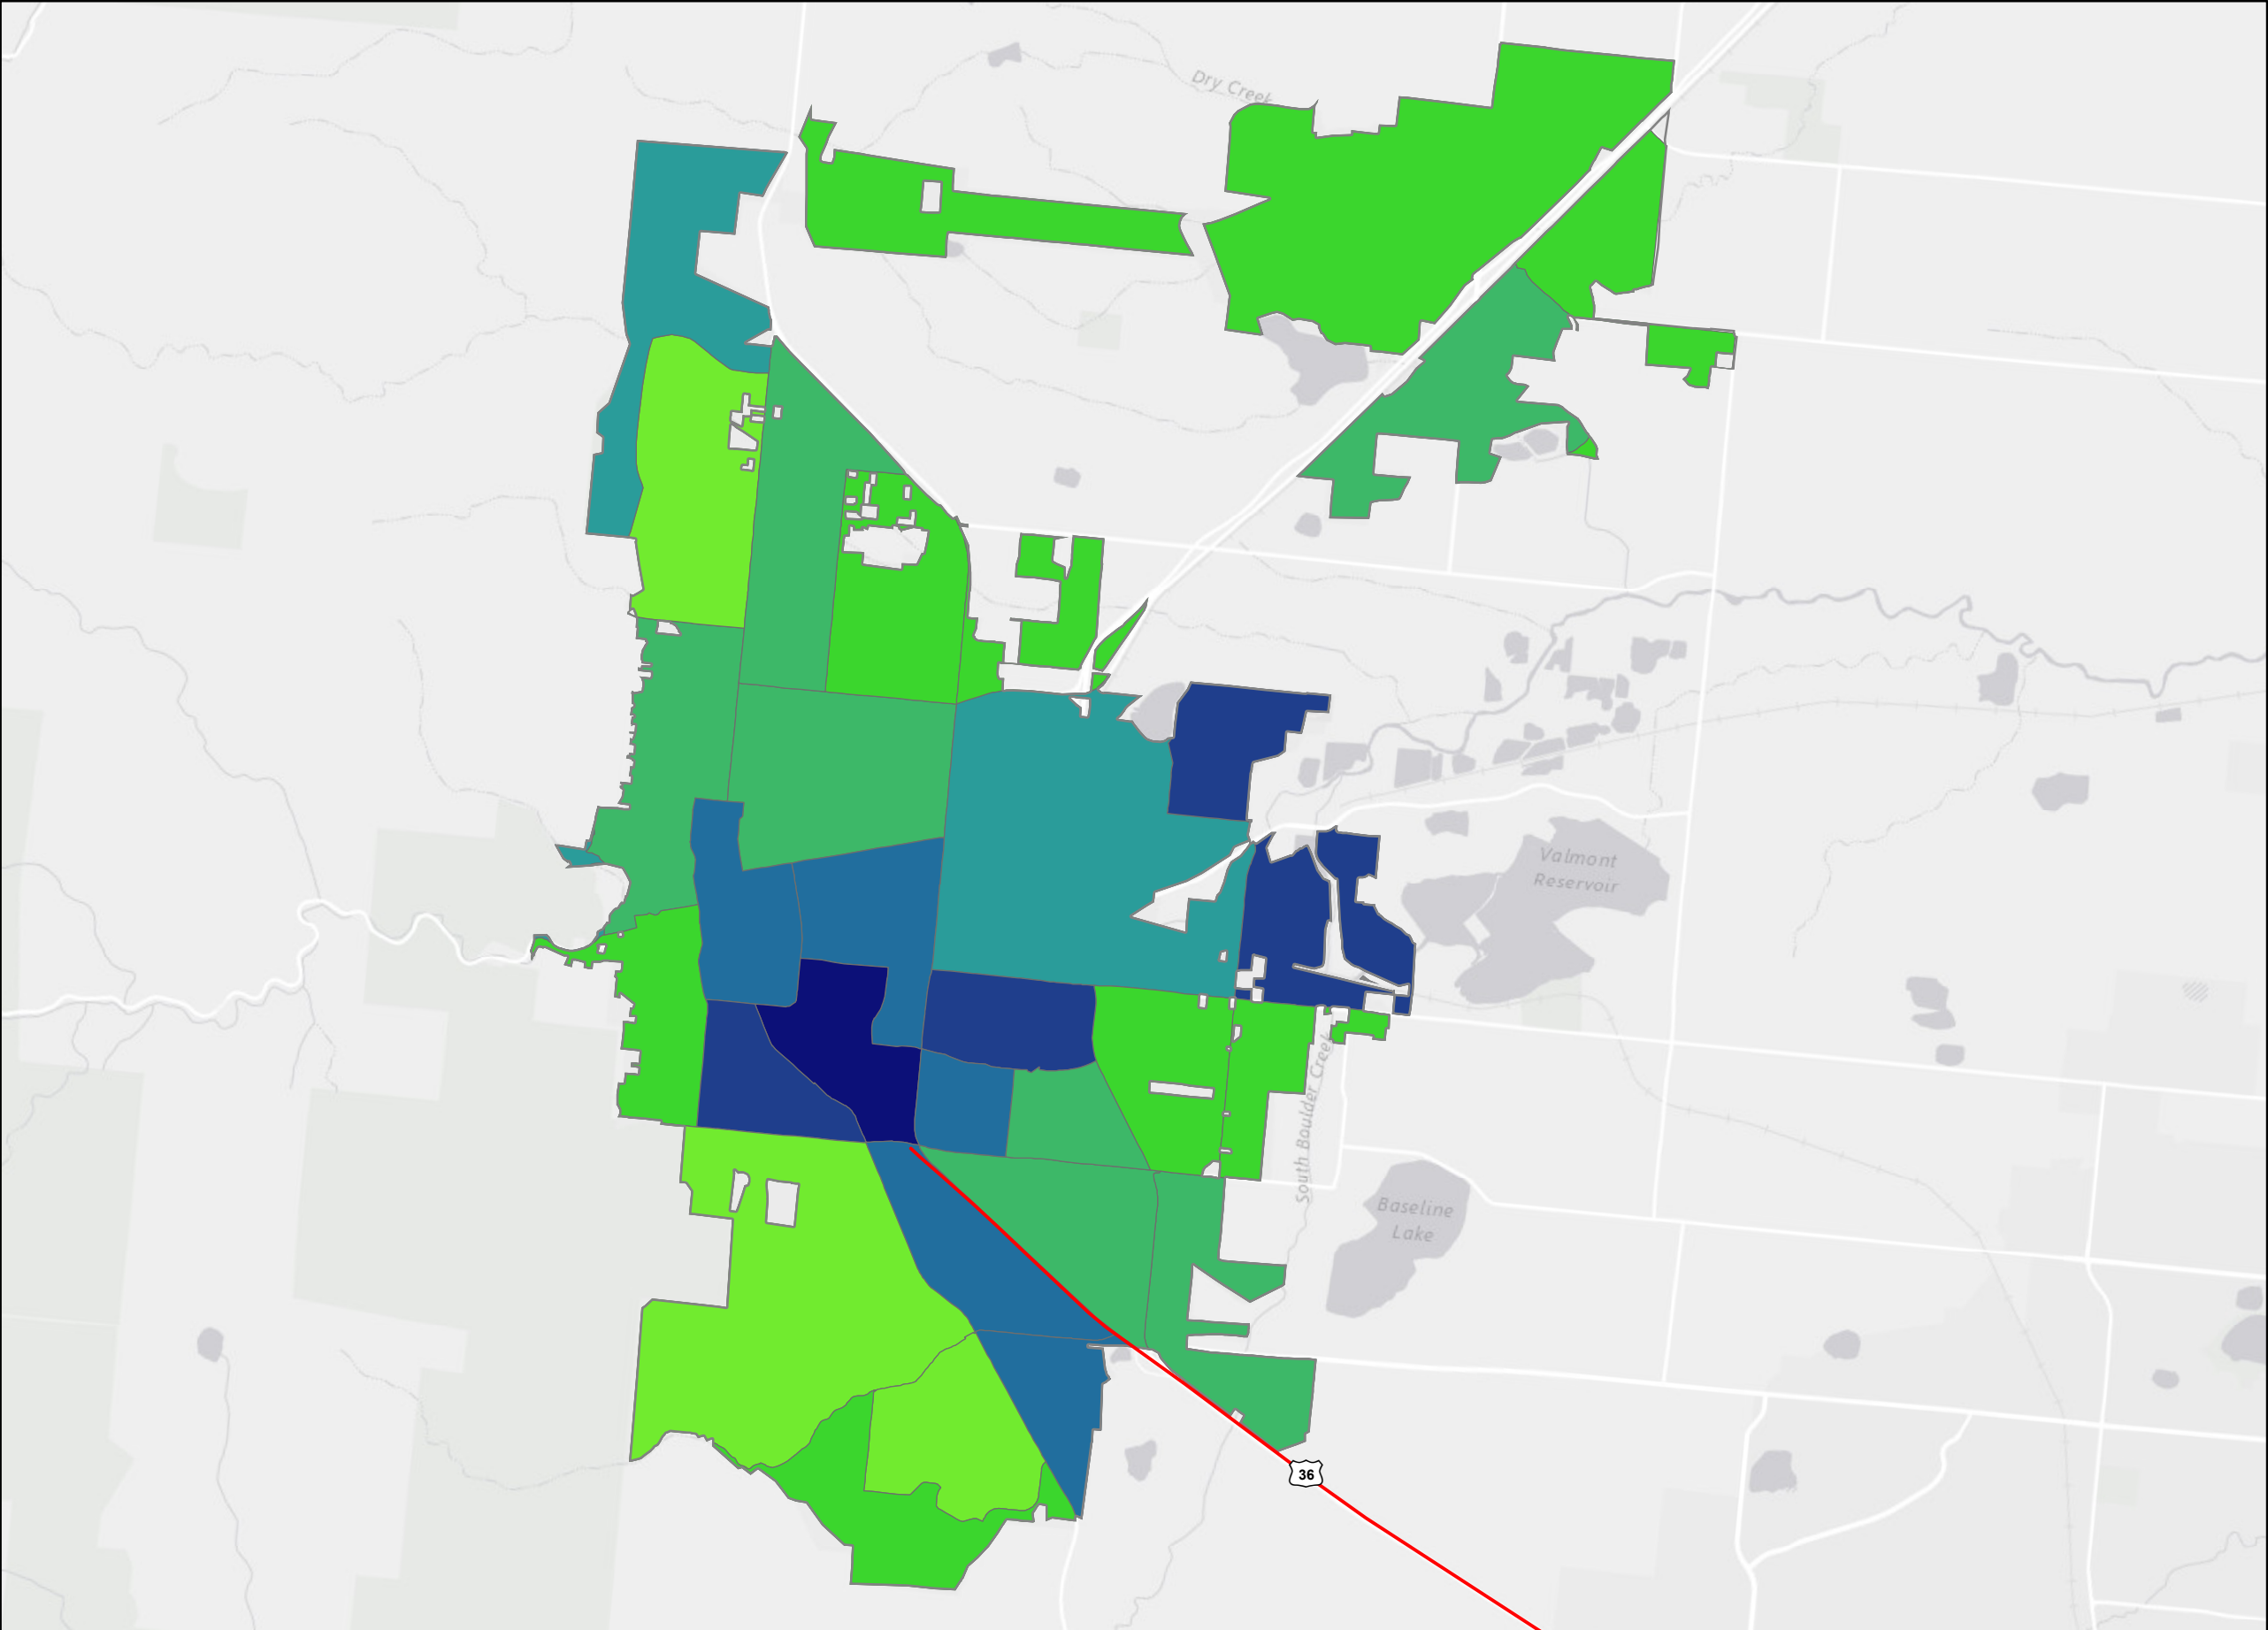 Dry Creek
Valmont
Reservoir
South Boulder Creek
Baseline
Lake
36